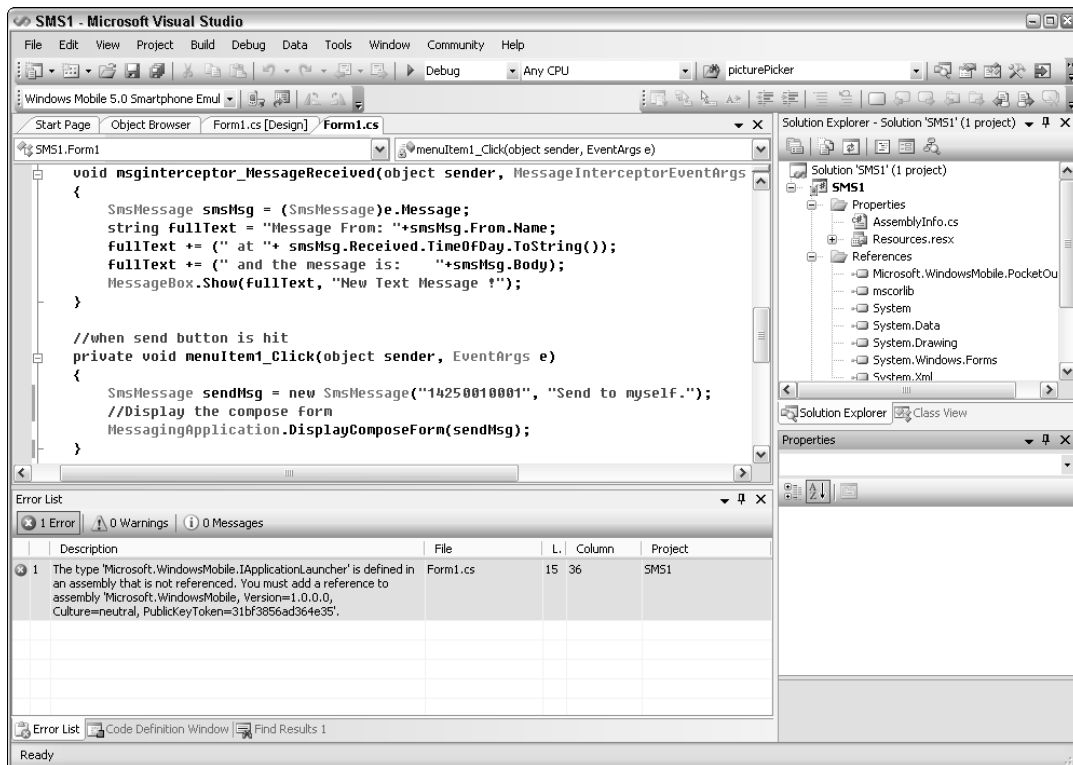 SMS1 - Microsoft Visual Studio
File Edit View Project Build Debug Data Tools Window Community Help
Debug Any CPU picturePicker
Windows Mobile 5.0 Smartphone Emul
Start Page Object Browser Form1.cs [Design] Form1.cs
SMS1.Form1 menuItem1_Click(object sender, EventArgs e)
void msginterceptor_MessageReceived(object sender, MessageInterceptorEventArgs
{
SmsMessage smsMsg = (SmsMessage)e.Message;
string fullText = "Message From: "+smsMsg.From.Name;
fullText += (" at "+ smsMsg.Received.TimeOfDay.ToString());
fullText += (" and the message is:    "+smsMsg.Body);
MessageBox.Show(fullText, "New Text Message !");
}
//when send button is hit
private void menuItem1_Click(object sender, EventArgs e)
{
SmsMessage sendMsg = new SmsMessage("14250010001", "Send to myself.");
//Display the compose form
MessagingApplication.DisplayComposeForm(sendMsg);
}
Solution Explorer - Solution 'SMS1' (1 project)
Solution 'SMS1' (1 project)
SMS1
Properties
AssemblyInfo.cs
Resources.resx
References
Microsoft.WindowsMobile.PocketOu
mscorlib
System
System.Data
System.Drawing
System.Windows.Forms
System.Xml
Solution Explorer Class View
Properties
Error List
1 Error 0 Warnings 0 Messages
Description File L. Column Project
1 The type 'Microsoft.WindowsMobile.IApplicationLauncher' is defined in Form1.cs 15 36 SMS1
an assembly that is not referenced. You must add a reference to
assembly 'Microsoft.WindowsMobile, Version=1.0.0.0,
Culture=neutral, PublicKeyToken=31bf3856ad364e35'.
Error List Code Definition Window Find Results 1
Ready